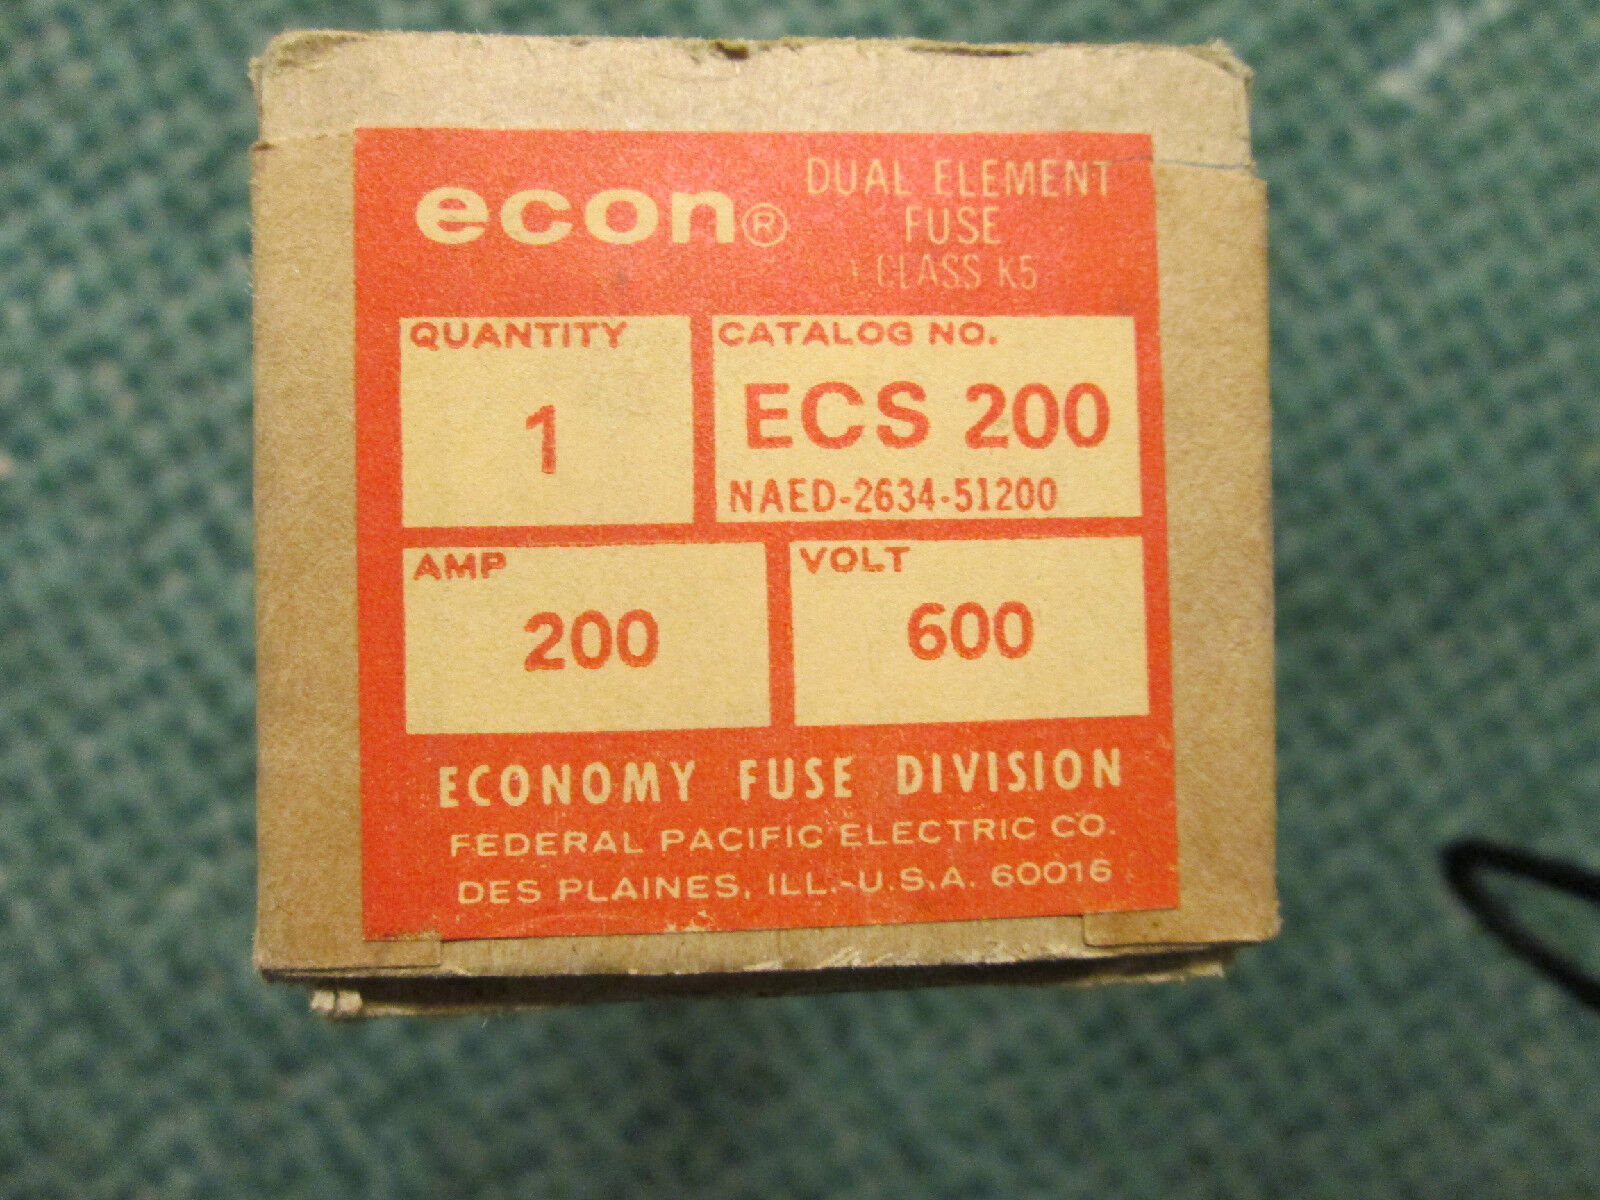 econ®
DUAL ELEMENT
FUSE
CLASS K5
QUANTITY
1
CATALOG NO.
ECS 200
NAED-2634-51200
AMP
200
VOLT
600
ECONOMY FUSE DIVISION
FEDERAL PACIFIC ELECTRIC CO.
DES PLAINES, ILL.-U.S.A. 60016